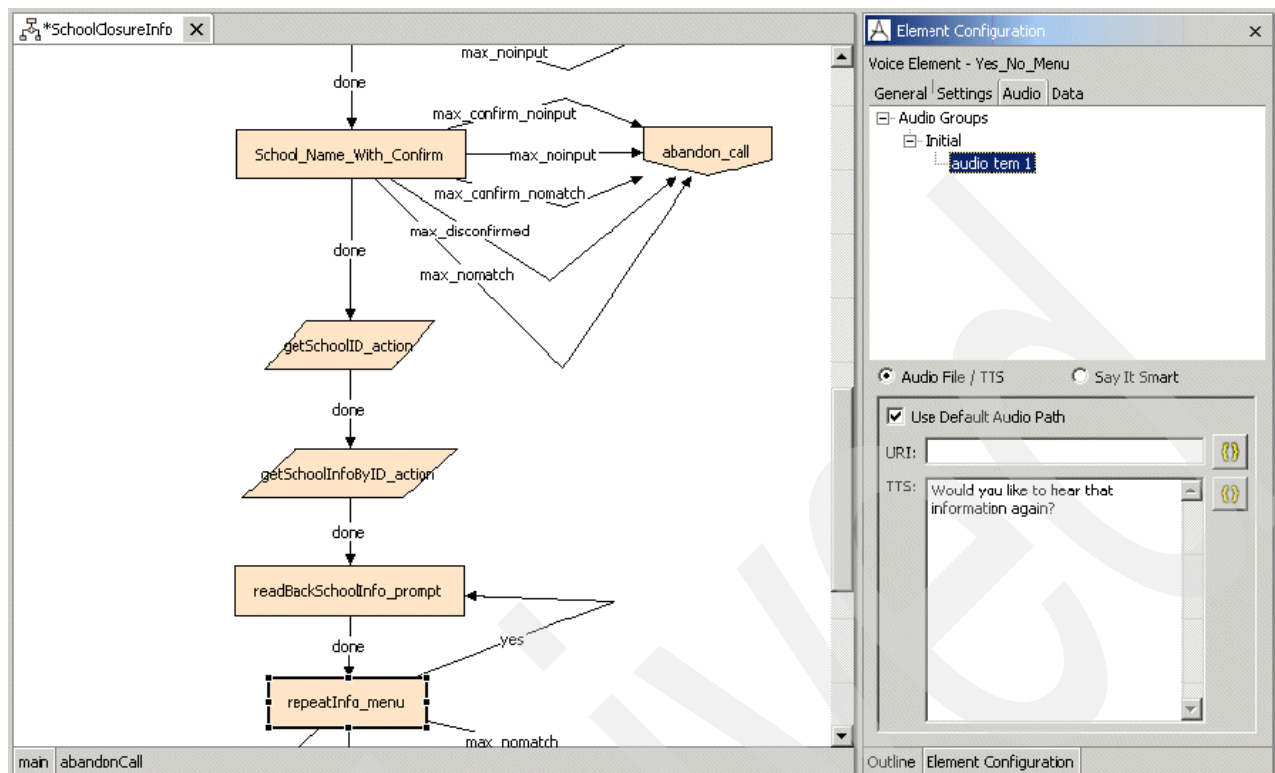 *SchoolClosureInfo
max_noinput
done
max_confirm_noinput
School_Name_With_Confirm
max_noinput
abandon_call
max_confirm_nomatch
max_disconfirmed
done
max_nomatch
getSchoolID_action
done
getSchoolInfoByID_action
done
readBackSchoolInfo_prompt
done
yes
repeatInfo_menu
max_nomatch
main abandonCall
Element Configuration
Voice Element - Yes_No_Menu
General Settings Audio Data
Audio Groups
Initial
audio item 1
Audio File / TTS Say It Smart
Use Default Audio Path
URI:
TTS: Would you like to hear that
information again?
Outline Element Configuration